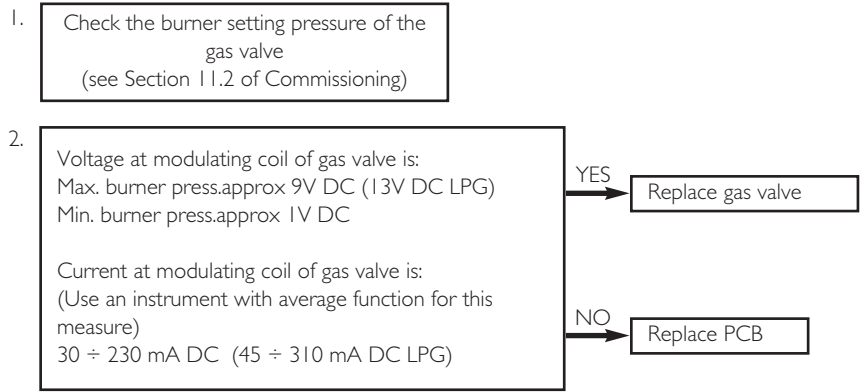 1.
Check the burner setting pressure of the
gas valve
(see Section 11.2 of Commissioning)
2.
Voltage at modulating coil of gas valve is:
Max. burner press.approx 9V DC (13V DC LPG)
Min. burner press.approx 1V DC
Current at modulating coil of gas valve is:
(Use an instrument with average function for this
measure)
30 ÷ 230 mA DC (45 ÷ 310 mA DC LPG)
YES
Replace gas valve
NO
Replace PCB